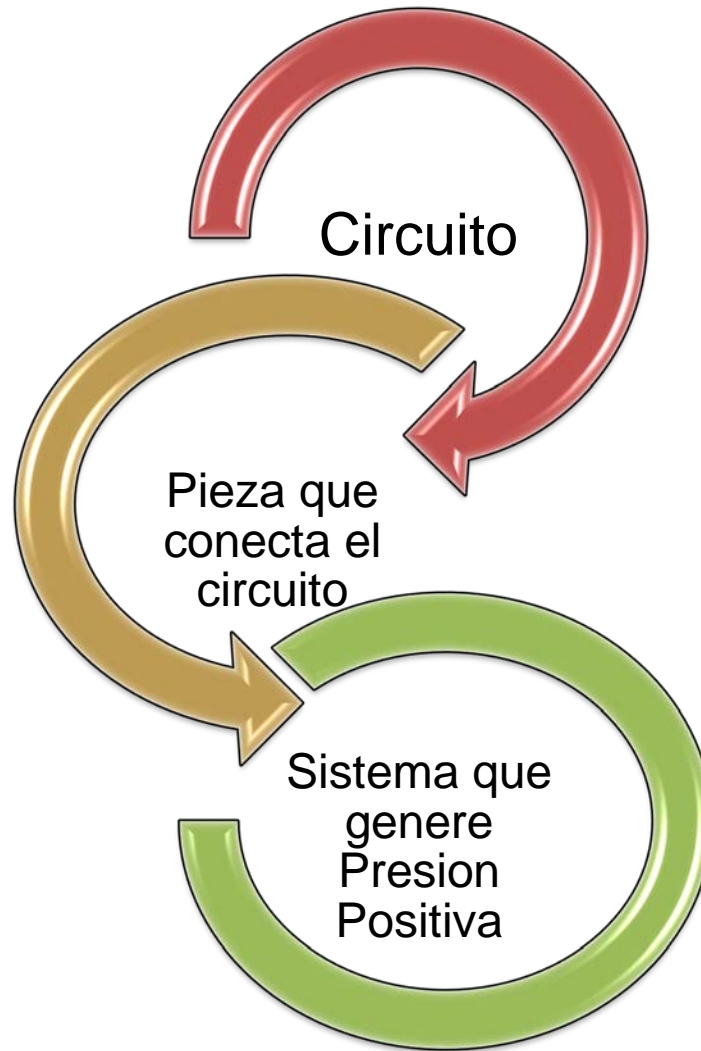 Circuito
Pieza que
conecta el
circuito
Sistema que
genere
Presion
Positiva